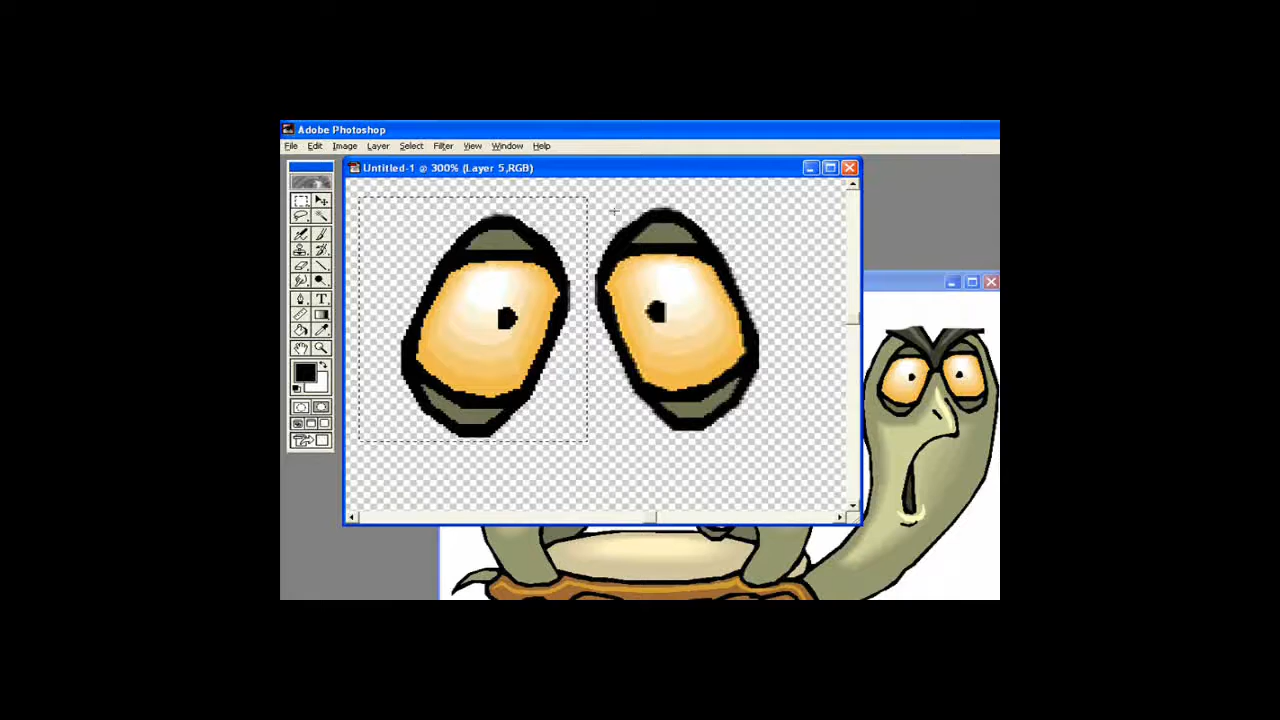 Adobe Photoshop
File Edit Image Layer Select Filter View Window Help
Untitled-1 @ 300% (Layer 5,RGB)
T